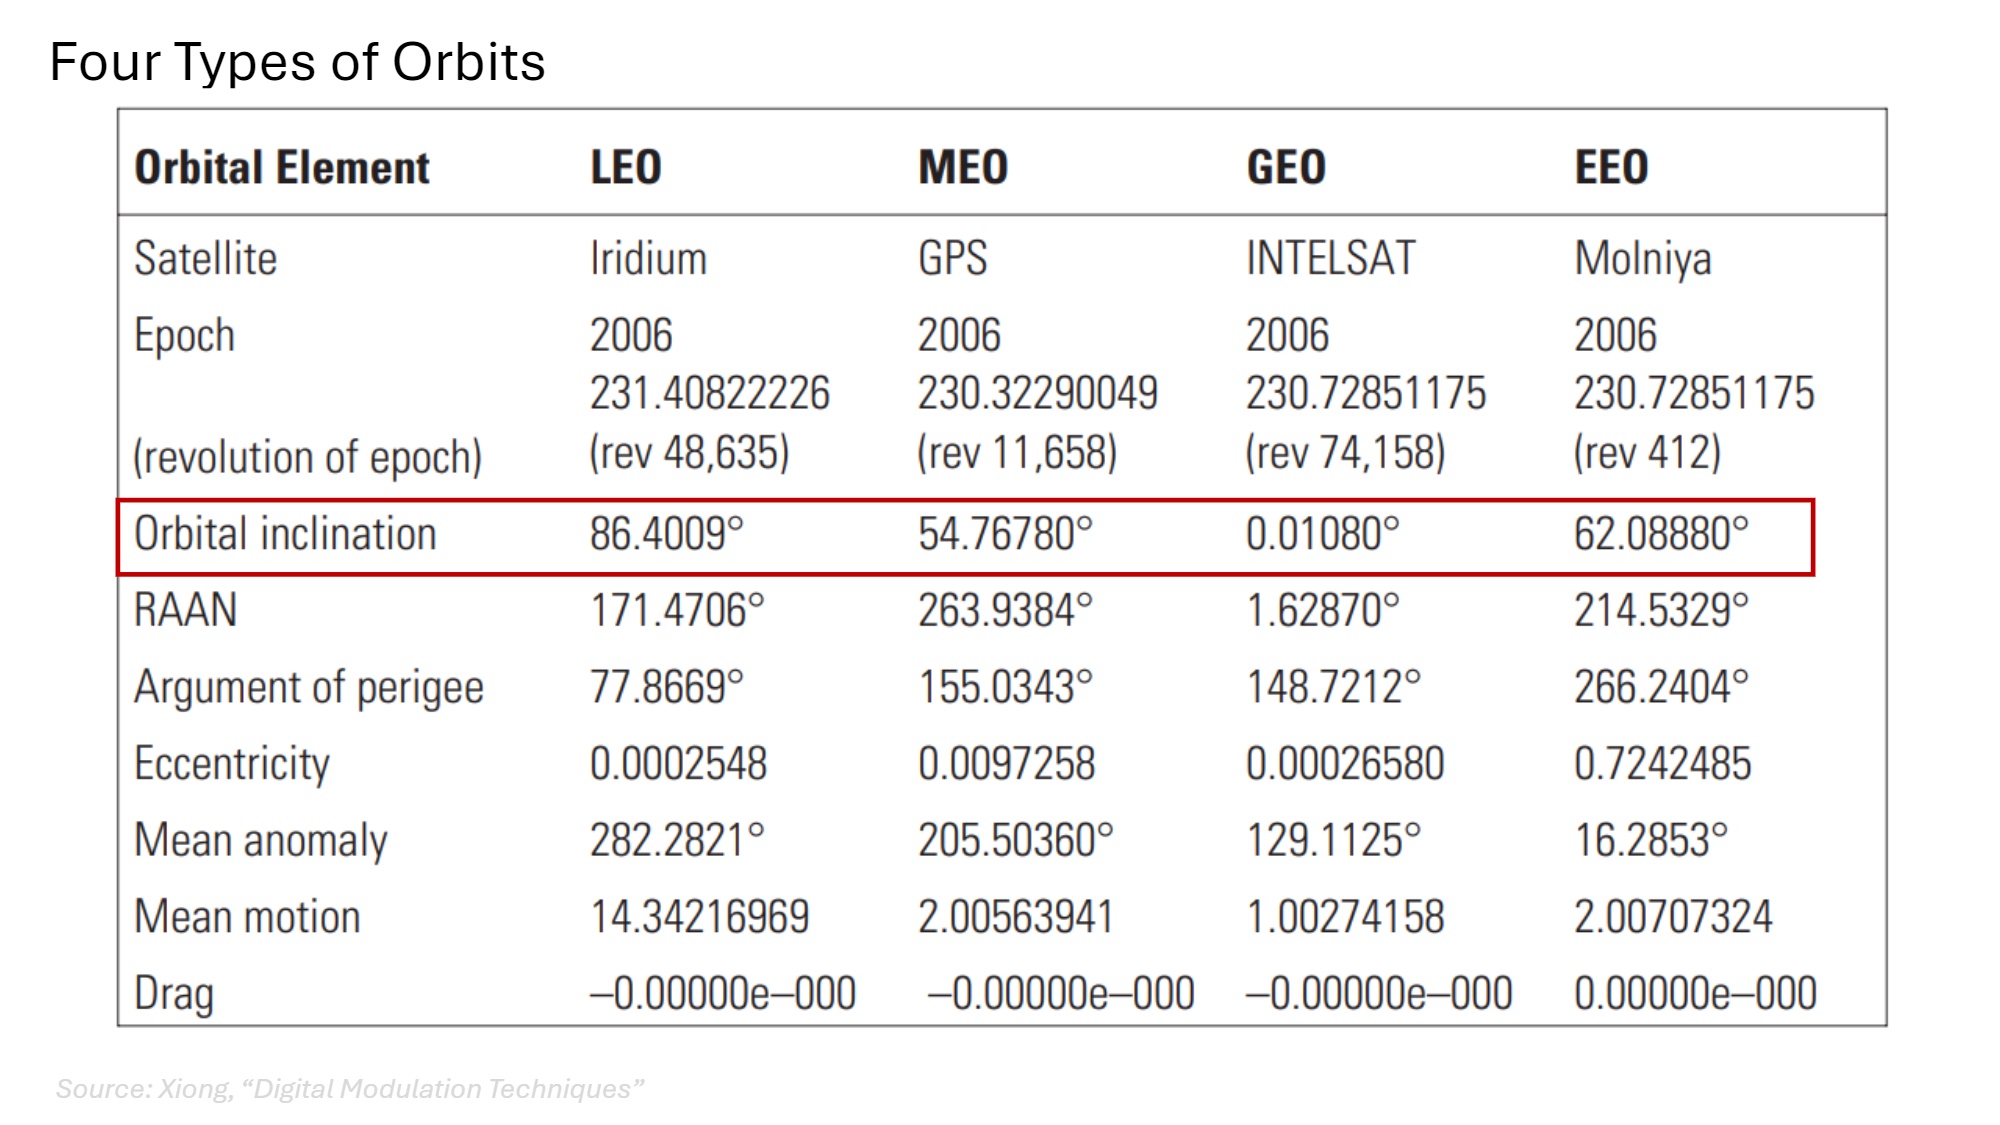 Four Types of Orbits
Orbital Element LEO MEO GEO EEO
Satellite Iridium GPS INTELSAT Molniya
Epoch 2006 2006 2006 2006
231.40822226 230.32290049 230.72851175 230.72851175
(revolution of epoch) (rev 48,635) (rev 11,658) (rev 74,158) (rev 412)
Orbital inclination 86.4009° 54.76780° 0.01080° 62.08880°
RAAN 171.4706° 263.9384° 1.62870° 214.5329°
Argument of perigee 77.8669° 155.0343° 148.7212° 266.2404°
Eccentricity 0.0002548 0.0097258 0.00026580 0.7242485
Mean anomaly 282.2821° 205.50360° 129.1125° 16.2853°
Mean motion 14.34216969 2.00563941 1.00274158 2.00707324
Drag –0.00000e–000 –0.00000e–000 –0.00000e–000 0.00000e–000
Source: Xiong, “Digital Modulation Techniques”